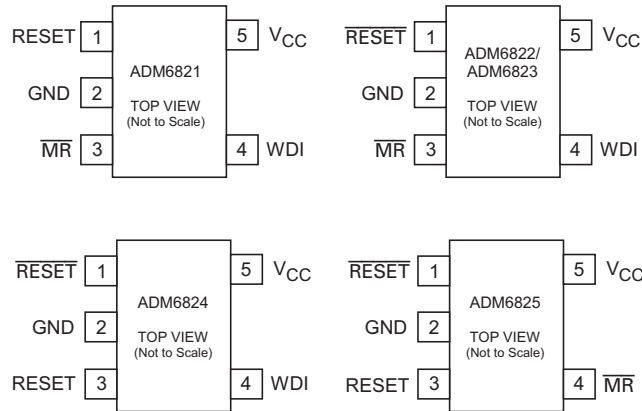 RESET 1 5 VCC
ADM6821
GND 2
TOP VIEW
(Not to Scale)
MR 3 4 WDI
RESET 1 5 VCC
ADM6822/
ADM6823
GND 2
TOP VIEW
(Not to Scale)
MR 3 4 WDI
RESET 1 5 VCC
ADM6824
GND 2
TOP VIEW
(Not to Scale)
RESET 3 4 WDI
RESET 1 5 VCC
ADM6825
GND 2
TOP VIEW
(Not to Scale)
RESET 3 4 MR